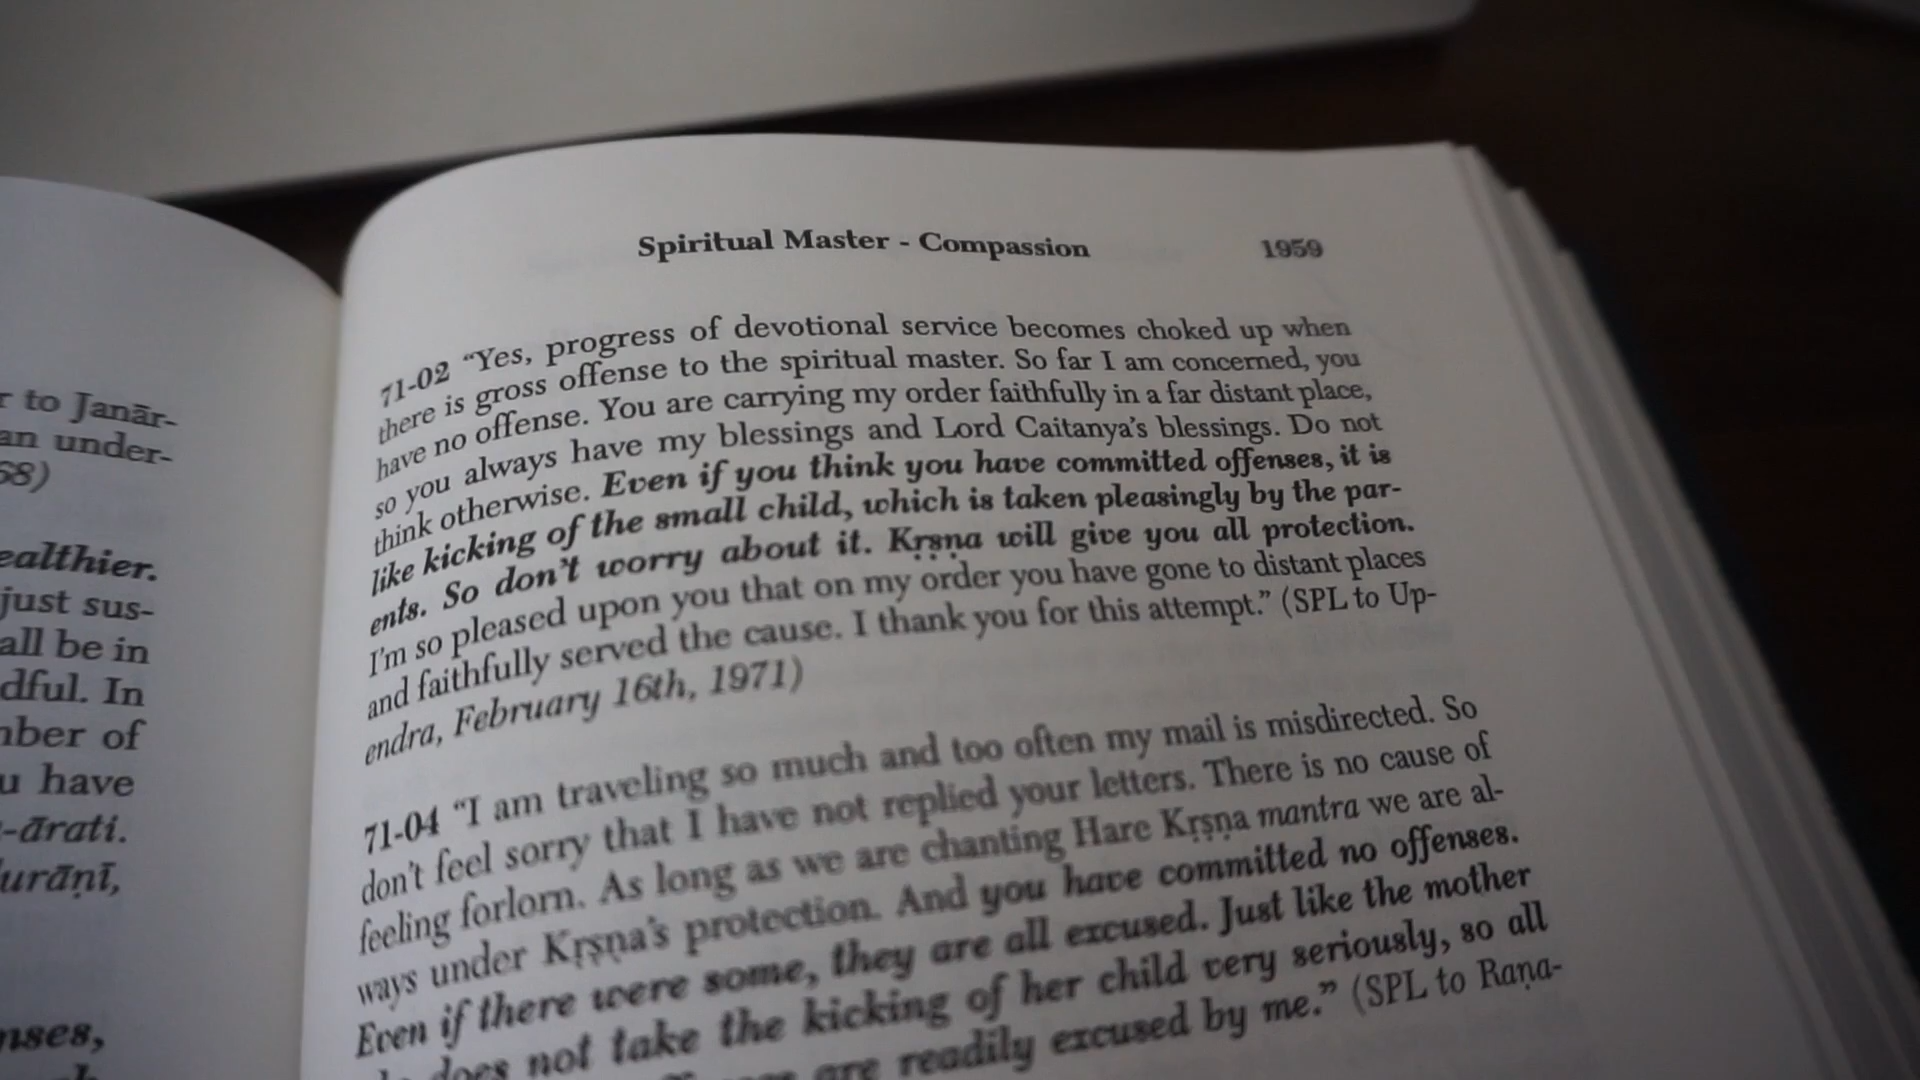 r to Janār-
an under-
68)
ealthier.
just sus-
all be in
dful. In
nber of
u have
-ārati.
urāṇī,
nses,
Spiritual Master - Compassion 1959
71-02 “Yes, progress of devotional service becomes choked up when
there is gross offense to the spiritual master. So far I am concerned, you
have no offense. You are carrying my order faithfully in a far distant place,
so you always have my blessings and Lord Caitanya’s blessings. Do not
think otherwise. Even if you think you have committed offenses, it is
like kicking of the small child, which is taken pleasingly by the par-
ents. So don’t worry about it. Kṛṣṇa will give you all protection.
I’m so pleased upon you that on my order you have gone to distant places
and faithfully served the cause. I thank you for this attempt.” (SPL to Up-
endra, February 16th, 1971)
71-04 “I am traveling so much and too often my mail is misdirected. So
don’t feel sorry that I have not replied your letters. There is no cause of
feeling forlorn. As long as we are chanting Hare Kṛṣṇa mantra we are al-
ways under Kṛṣṇa’s protection. And you have committed no offenses.
Even if there were some, they are all excused. Just like the mother
does not take the kicking of her child very seriously, so all
are readily excused by me.” (SPL to Raṇa-